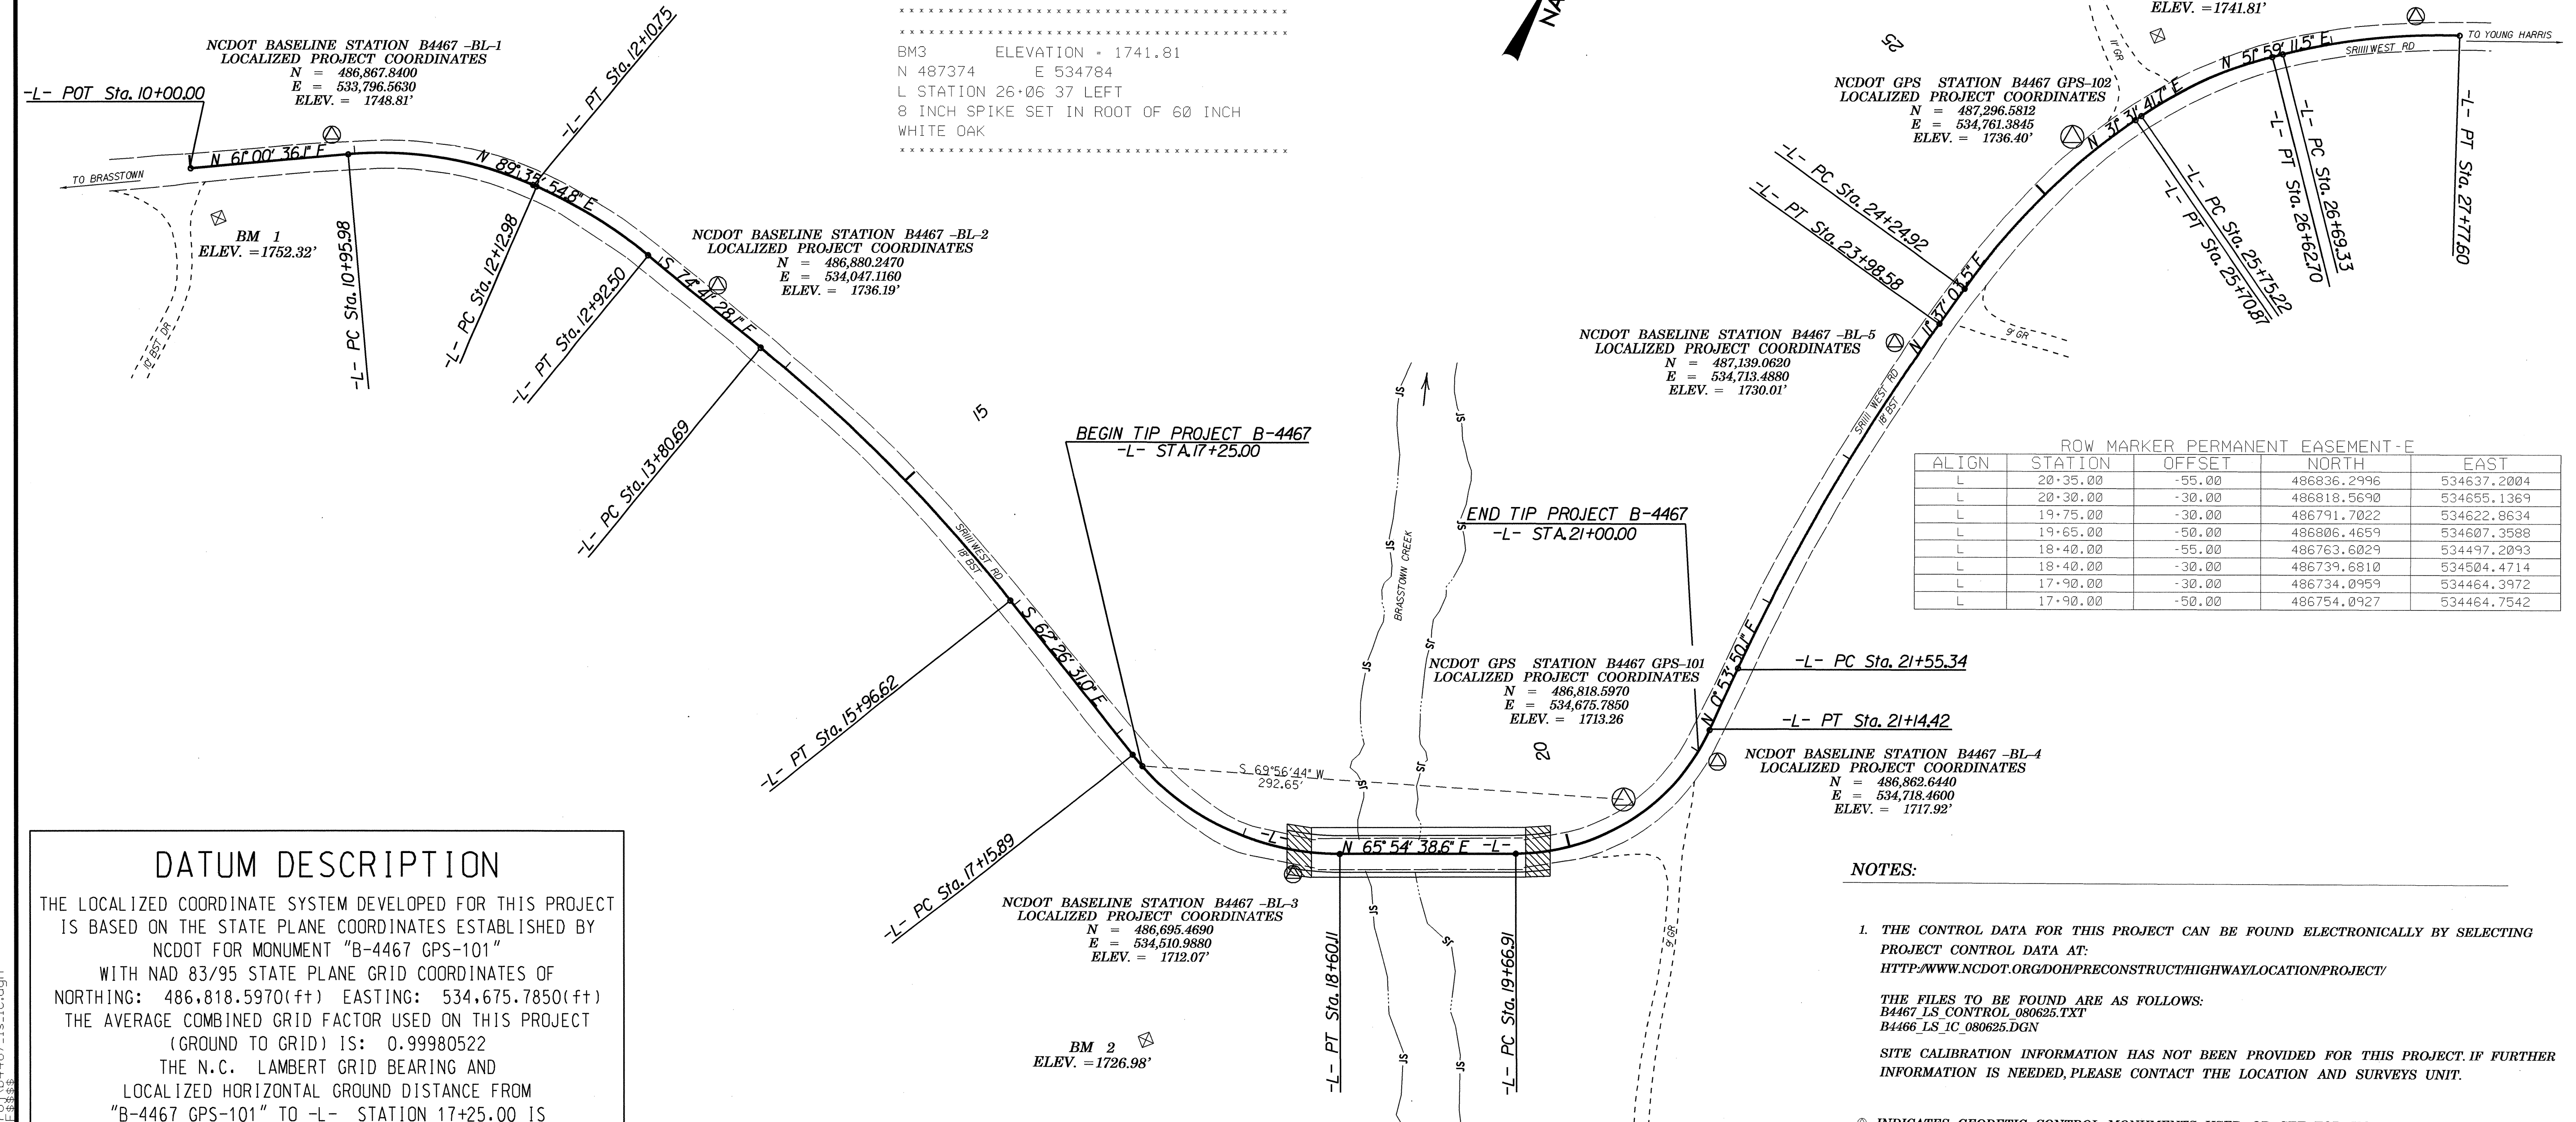 NCDOT BASELINE STATION B4467 -BL-1
LOCALIZED PROJECT COORDINATES
N = 486,867.8400
E = 533,796.5630
ELEV. = 1748.81'
-L- POT Sta. 10+00.00
-L- PT Sta. 12+10.75
N 61° 00' 36.1" E
TO BRASSTOWN
10' BST DR
BM 1
ELEV. =1752.32'
-L- PC Sta. 10+95.98
N 89° 35' 54.8" E
-L- PC Sta. 12+12.98
-L- PT Sta. 12+92.50
S 74° 41' 28.1" E
NCDOT BASELINE STATION B4467 -BL-2
LOCALIZED PROJECT COORDINATES
N = 486,880.2470
E = 534,047.1160
ELEV. = 1736.19'
-L- PC Sta. 13+80.69
x x x x x x x x x x x x x x x x x x x x x x x x x x x x x x x x x x x x x x x
x x x x x x x x x x x x x x x x x x x x x x x x x x x x x x x x x x x x x x x
BM3 ELEVATION = 1741.81
N 487374 E 534784
L STATION 26+06 37 LEFT
8 INCH SPIKE SET IN ROOT OF 60 INCH
WHITE OAK
x x x x x x x x x x x x x x x x x x x x x x x x x x x x x x x x x x x x x x x
15
SR1111 WEST RD
18' BST
-L- PT Sta. 15+96.62
S 62° 26' 31.0" E
-L- PC Sta. 17+15.89
BEGIN TIP PROJECT B-4467
-L- STA.17+25.00
S 69°56'44" W
292.65'
JS
BRASSTOWN CREEK
END TIP PROJECT B-4467
-L- STA.21+00.00
NCDOT GPS STATION B4467 GPS-101
LOCALIZED PROJECT COORDINATES
N = 486,818.5970
E = 534,675.7850
ELEV. = 1713.26
20
-L-
N 65° 54' 38.6" E -L-
NCDOT BASELINE STATION B4467 -BL-3
LOCALIZED PROJECT COORDINATES
N = 486,695.4690
E = 534,510.9880
ELEV. = 1712.07'
BM 2
ELEV. =1726.98'
-L- PT Sta. 18+60.11
-L- PC Sta. 19+66.91
9' GR
N 0° 53' 50.1" E
-L- PC Sta. 21+55.34
-L- PT Sta. 21+14.42
NCDOT BASELINE STATION B4467 -BL-4
LOCALIZED PROJECT COORDINATES
N = 486,862.6440
E = 534,718.4600
ELEV. = 1717.92'
NCDOT BASELINE STATION B4467 -BL-5
LOCALIZED PROJECT COORDINATES
N = 487,139.0620
E = 534,713.4880
ELEV. = 1730.01'
SR1111 WEST RD
18' BST
N 11° 37' 03.5" E
9' GR
-L- PC Sta. 24+24.92
-L- PT Sta. 23+98.58
25
NCDOT GPS STATION B4467 GPS-102
LOCALIZED PROJECT COORDINATES
N = 487,296.5812
E = 534,761.3845
ELEV. = 1736.40'
11' GR
ELEV. =1741.81'
N 31° 31' 41.7" E
N 51° 59' 11.5" E
SR1111 WEST RD
TO YOUNG HARRIS
-L- PC Sta. 25+75.22
-L- PT Sta. 25+70.87
-L- PC Sta. 26+69.33
-L- PT Sta. 26+62.70
-L- PT Sta. 27+77.60
ROW MARKER PERMANENT EASEMENT-E
ALIGN STATION OFFSET NORTH EAST
L 20+35.00 -55.00 486836.2996 534637.2004
L 20+30.00 -30.00 486818.5690 534655.1369
L 19+75.00 -30.00 486791.7022 534622.8634
L 19+65.00 -50.00 486806.4659 534607.3588
L 18+40.00 -55.00 486763.6029 534497.2093
L 18+40.00 -30.00 486739.6810 534504.4714
L 17+90.00 -30.00 486734.0959 534464.3972
L 17+90.00 -50.00 486754.0927 534464.7542
DATUM DESCRIPTION
THE LOCALIZED COORDINATE SYSTEM DEVELOPED FOR THIS PROJECT
IS BASED ON THE STATE PLANE COORDINATES ESTABLISHED BY
NCDOT FOR MONUMENT "B-4467 GPS-101"
WITH NAD 83/95 STATE PLANE GRID COORDINATES OF
NORTHING: 486,818.5970(ft) EASTING: 534,675.7850(ft)
THE AVERAGE COMBINED GRID FACTOR USED ON THIS PROJECT
(GROUND TO GRID) IS: 0.99980522
THE N.C. LAMBERT GRID BEARING AND
LOCALIZED HORIZONTAL GROUND DISTANCE FROM
"B-4467 GPS-101" TO -L- STATION 17+25.00 IS
NOTES:
1. THE CONTROL DATA FOR THIS PROJECT CAN BE FOUND ELECTRONICALLY BY SELECTING
PROJECT CONTROL DATA AT:
HTTP:/WWW.NCDOT.ORG/DOH/PRECONSTRUCT/HIGHWAY/LOCATION/PROJECT/
THE FILES TO BE FOUND ARE AS FOLLOWS:
B4467_LS_CONTROL_080625.TXT
B4466_LS_1C_080625.DGN
SITE CALIBRATION INFORMATION HAS NOT BEEN PROVIDED FOR THIS PROJECT. IF FURTHER
INFORMATION IS NEEDED, PLEASE CONTACT THE LOCATION AND SURVEYS UNIT.